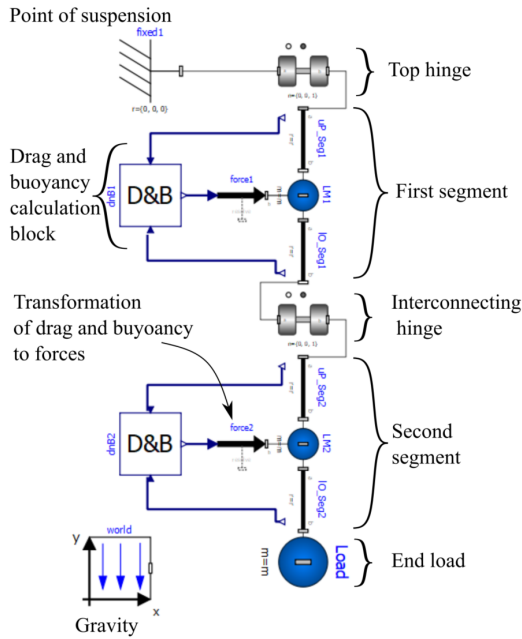 Point of suspension
fixed1
r={0, 0, 0}
n={0, 0, 1}
Top hinge
uP_Seg1
Drag and
buoyancy
calculation
block
dnB1
D&B
force1
m=m
LM1
First segment
lO_Seg1
Transformation
of drag and buyoancy
to forces
n={0, 0, 1}
Interconnecting
hinge
uP_Seg2
dnB2
D&B
force2
m=m
LM2
Second
segment
lO_Seg2
world
y
x
Gravity
m=m
Load
End load